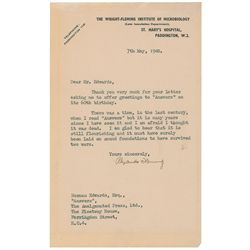 THE WRIGHT-FLEMING INSTITUTE OF MICROBIOLOGY
ST. MARY'S HOSPITAL,
PADDINGTON, W.2.
7th May, 1948.
Dear Mr. Edwards,
Thank you very much for your letter
asking me to offer greetings to "Answers" on
its 60th birthday.
There was a time, in the last century,
when I read "Answers" but it is many years
since I have seen it and I am afraid I thought
it was dead. I am glad to hear that it is
still flourishing and it must have surely
been laid on sound foundations to have survived
two wars.
Yours sincerely,
Alexander Fleming
Edwards, Esq.,
"Answers",
The Amalgamated Press, Ltd.,
The Fleetway House,
Farringdon Street,
E.C.4.